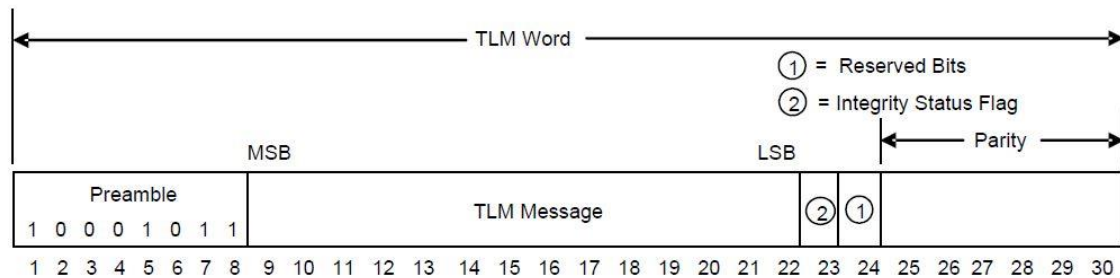 TLM Word
① = Reserved Bits
② = Integrity Status Flag
Parity
MSB LSB
Preamble
1 0 0 0 1 0 1 1
TLM Message
② ①
1 2 3 4 5 6 7 8 9 10 11 12 13 14 15 16 17 18 19 20 21 22 23 24 25 26 27 28 29 30